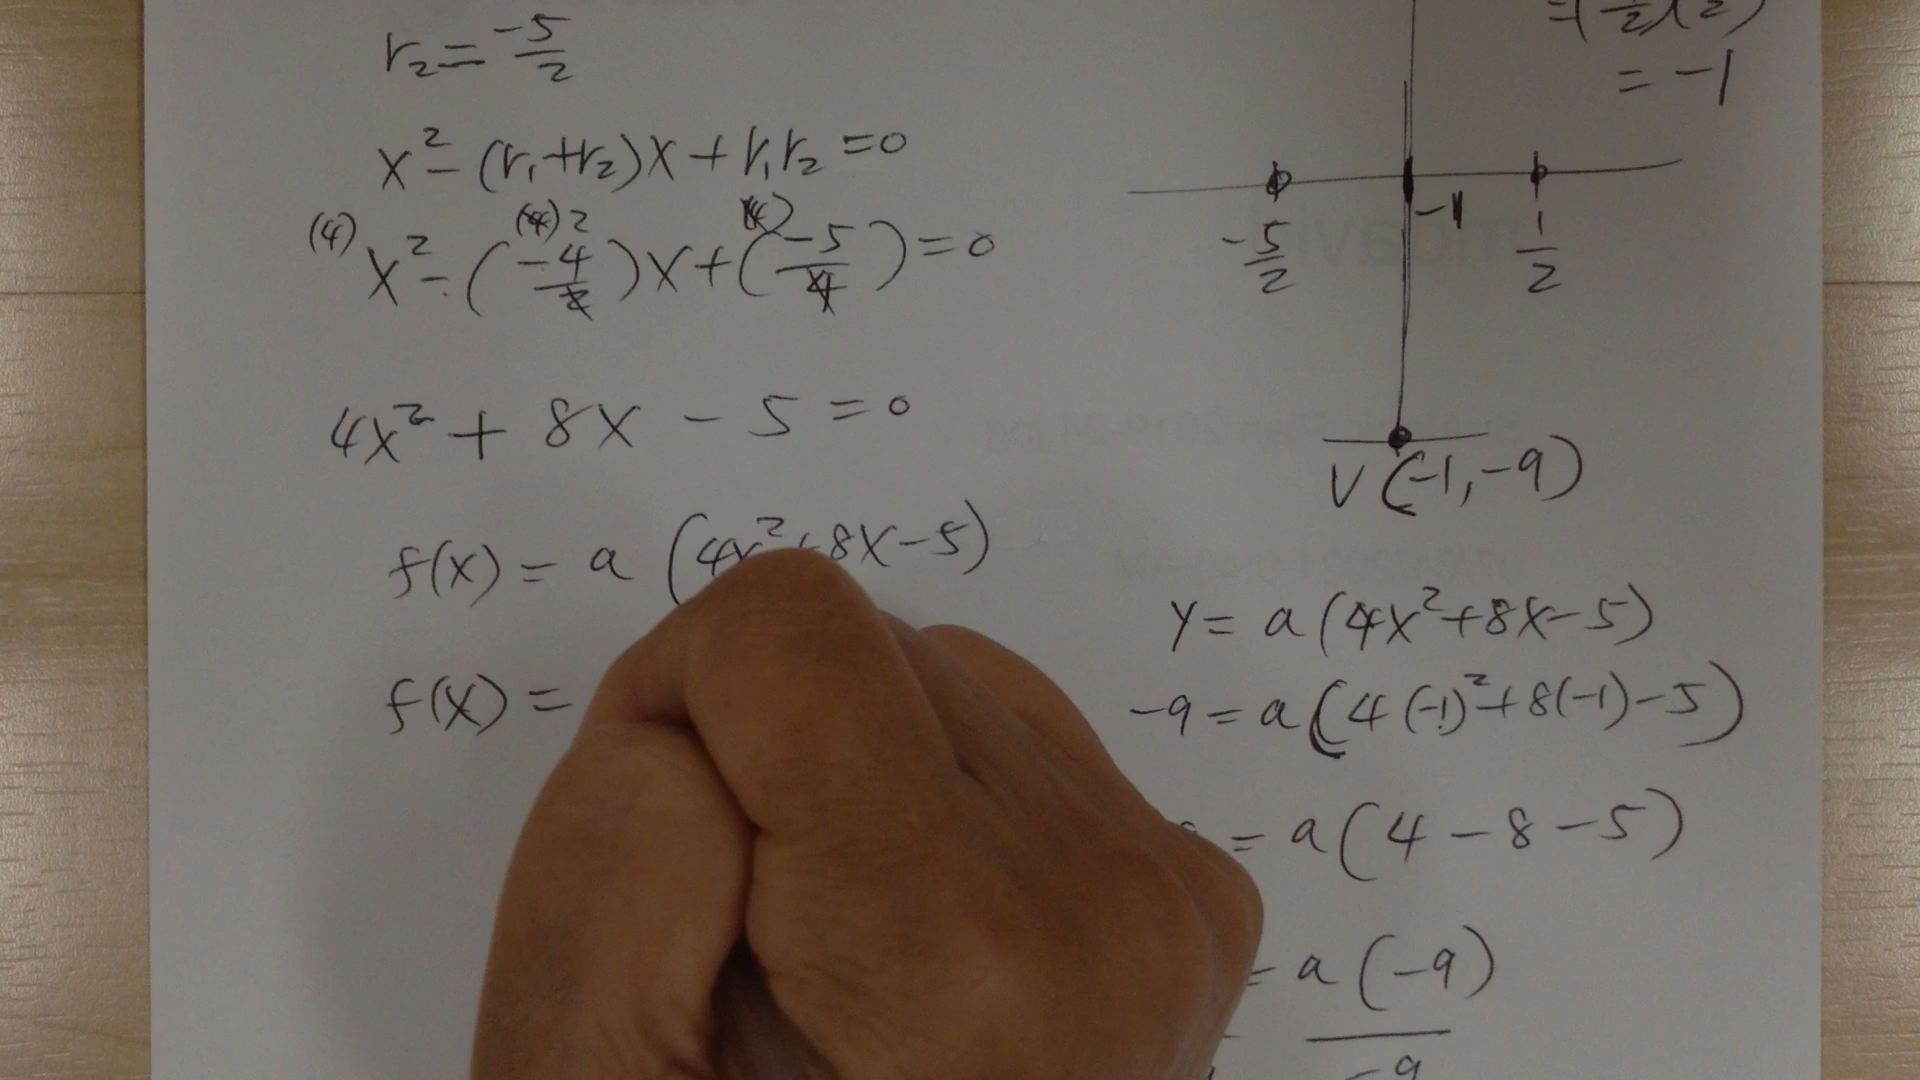 r₂ = -5/2
x² - (r₁+r₂)x + r₁r₂ = 0
(4) x² - (-4/2)x + (-5/4) = 0
4x² + 8x - 5 = 0
f(x) = a (4x²+8x-5)
f(x) =
= -1
-5/2
-1
1/2
V (-1,-9)
y = a (4x²+8x-5)
-9 = a (4(-1)²+8(-1)-5)
= a (4-8-5)
= a (-9)
-9